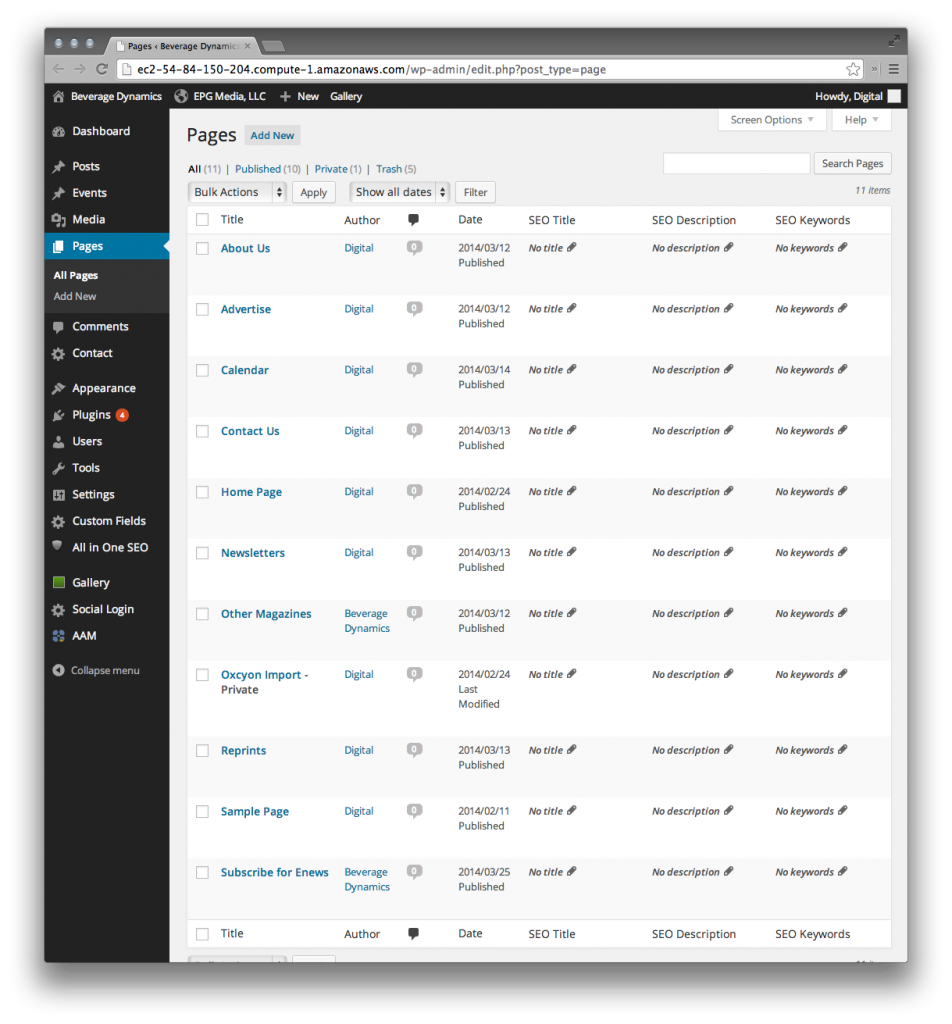 Pages ‹ Beverage Dynamics
ec2-54-84-150-204.compute-1.amazonaws.com/wp-admin/edit.php?post_type=page
Beverage Dynamics EPG Media, LLC + New Gallery Howdy, Digital
Dashboard
Posts
Events
Media
Pages
All Pages
Add New
Comments
Contact
Appearance
Plugins 4
Users
Tools
Settings
Custom Fields
All in One SEO
Gallery
Social Login
AAM
Collapse menu
Screen Options Help
Pages Add New
All (11) | Published (10) | Private (1) | Trash (5)
Search Pages
Bulk Actions Apply Show all dates Filter
11 items
Title Author Date SEO Title SEO Description SEO Keywords
About Us Digital 0 2014/03/12 No title No description No keywords
Published
Advertise Digital 0 2014/03/12 No title No description No keywords
Published
Calendar Digital 0 2014/03/14 No title No description No keywords
Published
Contact Us Digital 0 2014/03/13 No title No description No keywords
Published
Home Page Digital 0 2014/02/24 No title No description No keywords
Published
Newsletters Digital 0 2014/03/13 No title No description No keywords
Published
Other Magazines Beverage 0 2014/03/12 No title No description No keywords
Dynamics Published
Oxcyon Import - Digital 0 2014/02/24 No title No description No keywords
Private Last
Modified
Reprints Digital 0 2014/03/13 No title No description No keywords
Published
Sample Page Digital 0 2014/02/11 No title No description No keywords
Published
Subscribe for Enews Beverage 0 2014/03/25 No title No description No keywords
Dynamics Published
Title Author Date SEO Title SEO Description SEO Keywords